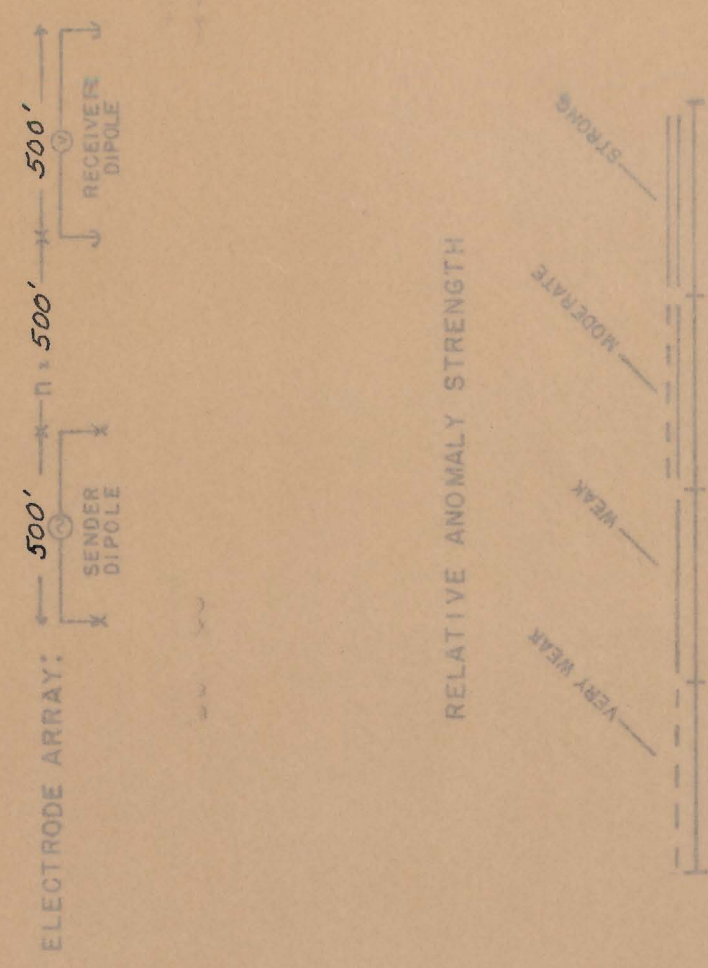 ELECTRODE ARRAY:
500' n x 500' 500'
SENDER
DIPOLE
RECEIVER
DIPOLE
RELATIVE ANOMALY STRENGTH
VERY WEAK
WEAK
MODERATE
STRONG